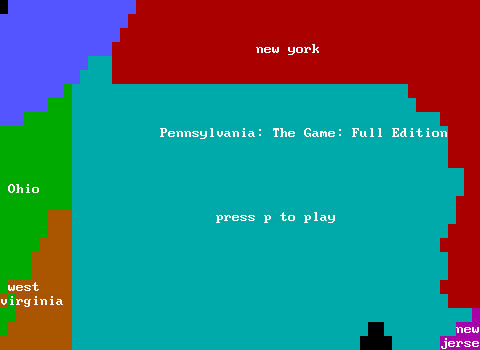 new york
Pennsylvania: The Game: Full Edition
Ohio
press p to play
west
virginia
new
jerse